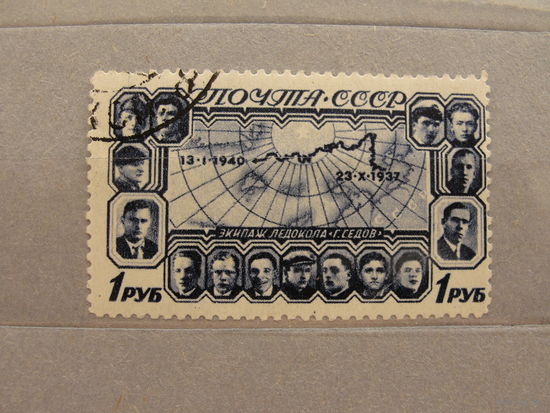 ПОЧТА·СССР
13·I·1940
23·X·1937
ЭКИПАЖ ЛЕДОКОЛА "Г. СЕДОВ"
1 РУБ
1 РУБ